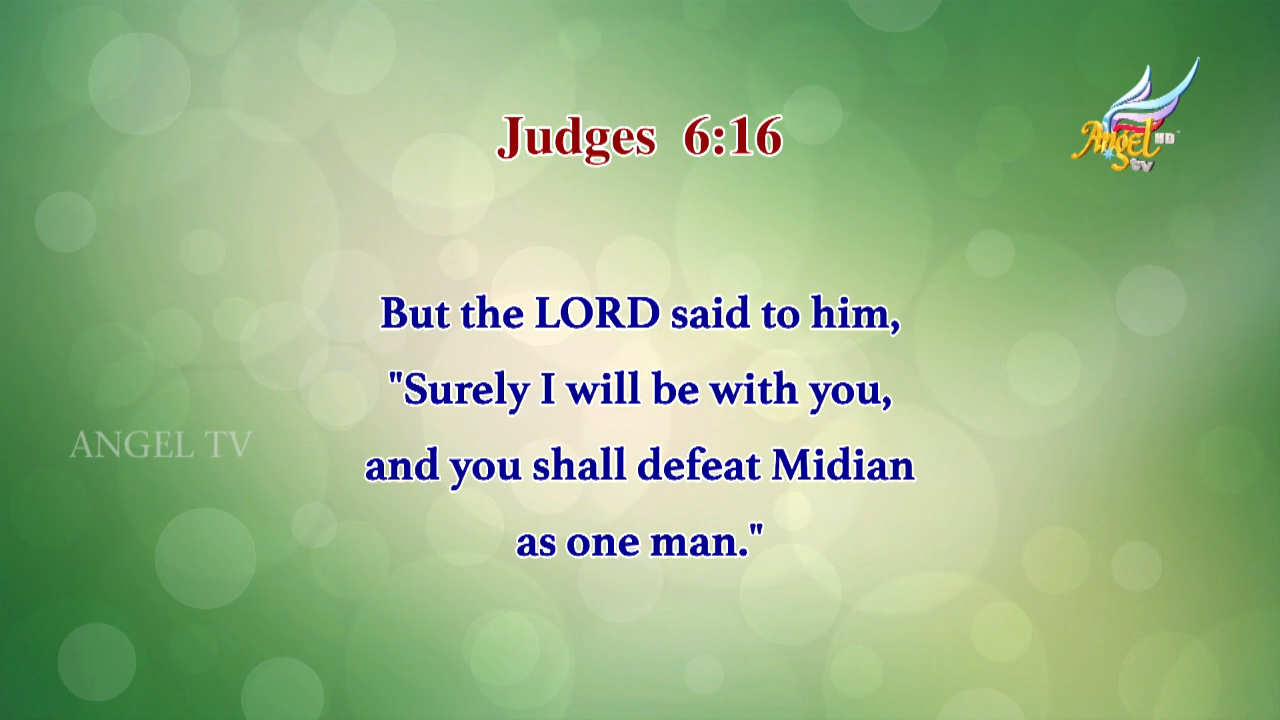 Judges 6:16
Angel HD
tv
But the LORD said to him,
"Surely I will be with you,
ANGEL TV
and you shall defeat Midian
as one man."